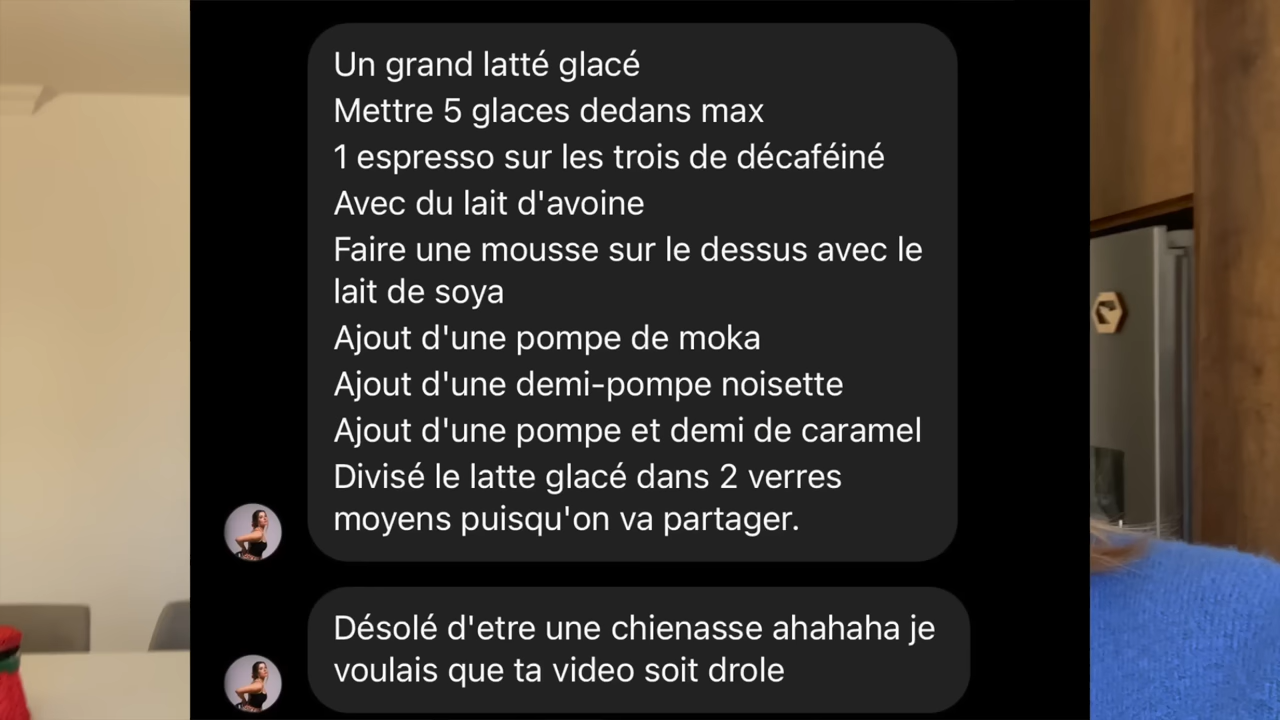 Un grand latté glacé
Mettre 5 glaces dedans max
1 espresso sur les trois de décaféiné
Avec du lait d'avoine
Faire une mousse sur le dessus avec le
lait de soya
Ajout d'une pompe de moka
Ajout d'une demi-pompe noisette
Ajout d'une pompe et demi de caramel
Divisé le latte glacé dans 2 verres
moyens puisqu'on va partager.
Désolé d'etre une chienasse ahahaha je
voulais que ta video soit drole